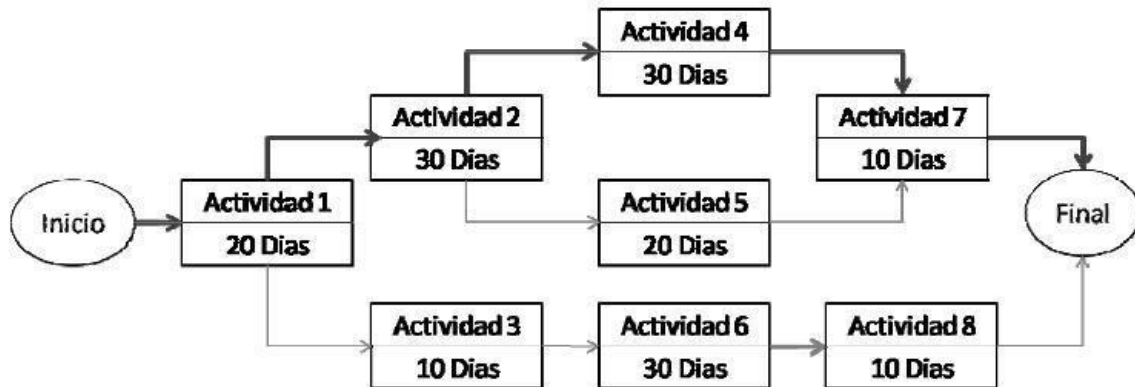 Actividad 4
30 Dias
Actividad 2
30 Dias
Actividad 7
10 Dias
Inicio
Actividad 1
20 Dias
Actividad 5
20 Dias
Final
Actividad 3
10 Dias
Actividad 6
30 Dias
Actividad 8
10 Dias